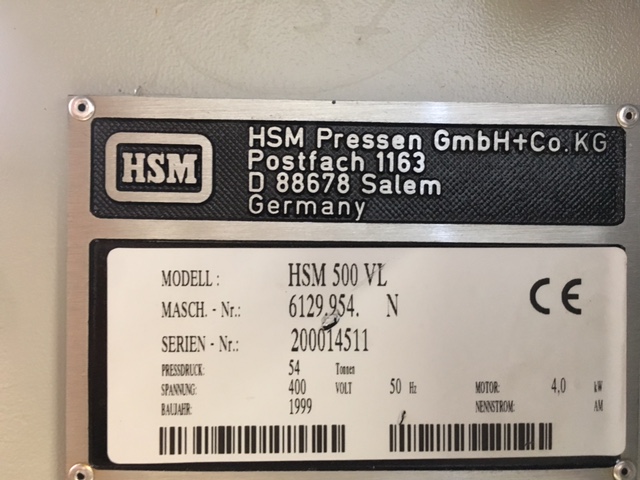 HSM
HSM Pressen GmbH+Co. KG
Postfach 1163
D 88678 Salem
Germany
MODELL: HSM 500 VL
MASCH. - Nr.: 6129.954. N
SERIEN - Nr.: 200014511
PRESSDRUCK: 54 Tonnen
SPANNUNG: 400 VOLT 50 Hz MOTOR: 4,0 kW
BAUJAHR: 1999 NENNSTROM: AM
CE